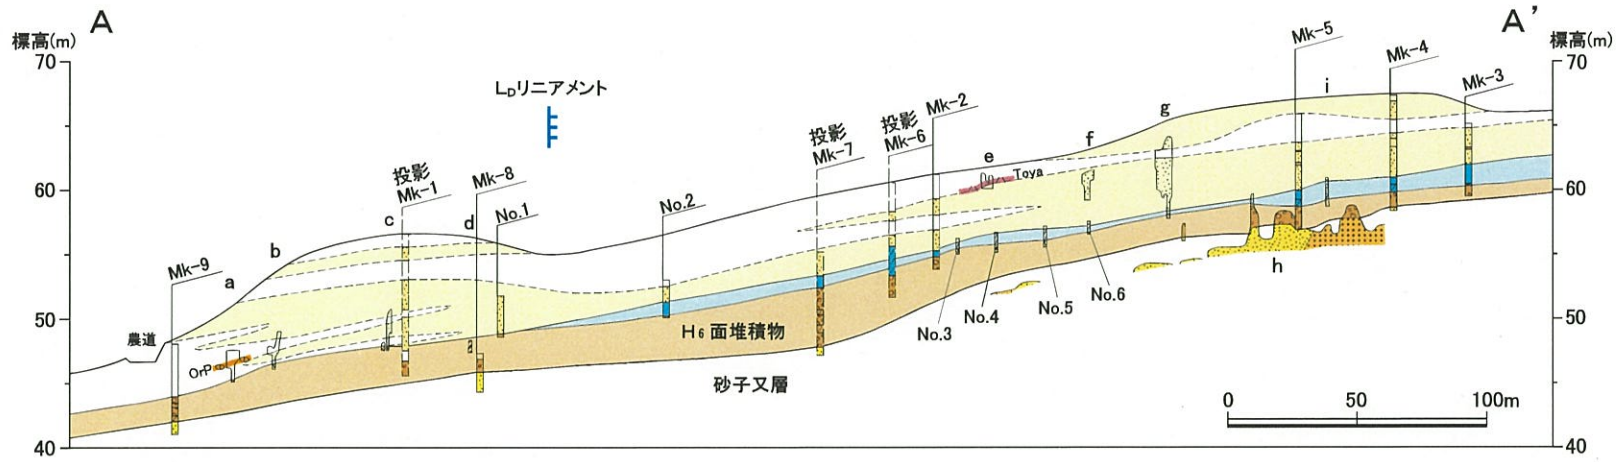 A
A’
標高(m)
標高(m)
70
60
50
40
70
60
50
40
LDリニアメント
Mk-9
a
b
投影
Mk-1
c
Mk-8
d
No.1
No.2
投影
Mk-7
投影
Mk-6
Mk-2
e
Toya
f
g
Mk-5
i
Mk-4
Mk-3
農道
OrP
No.3
No.4
No.5
No.6
h
H6 面堆積物
砂子又層
0 50 100m